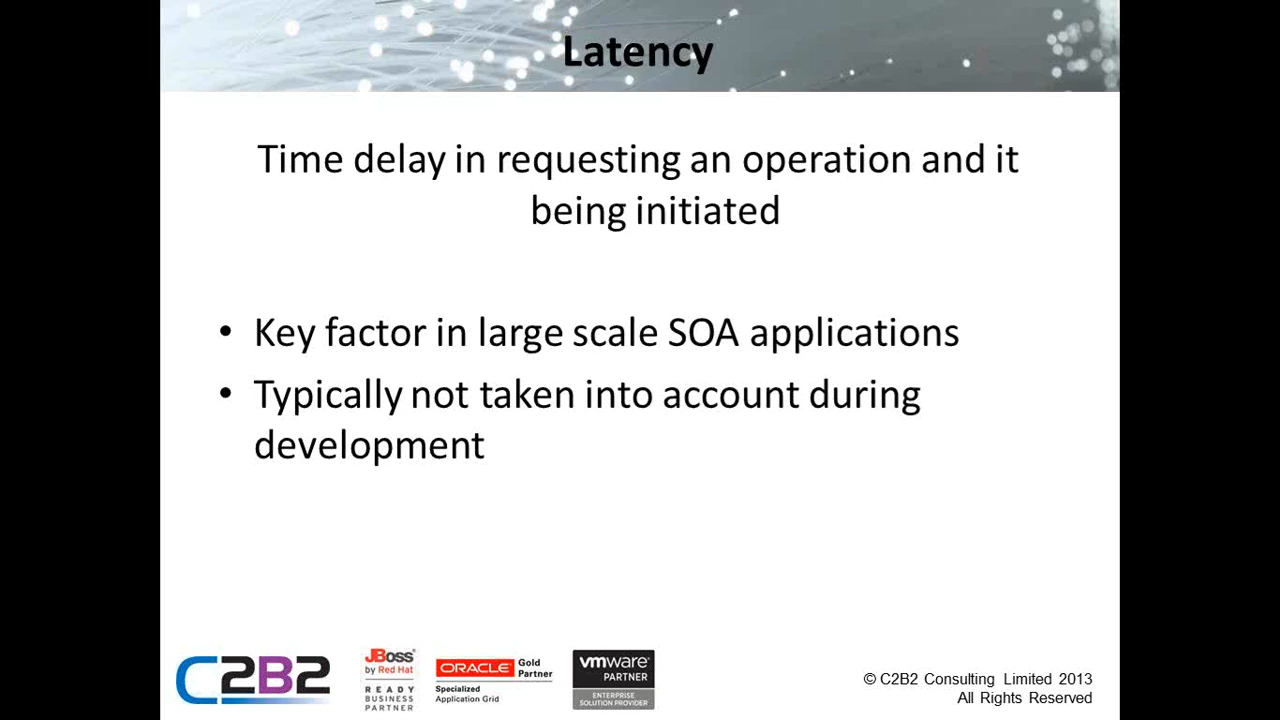 Latency
Time delay in requesting an operation and it
being initiated
• Key factor in large scale SOA applications
• Typically not taken into account during
development
C2B2
JBoss
by Red Hat
READY
BUSINESS
PARTNER
ORACLE Gold
Partner
Specialized
Application Grid
vmware
PARTNER
ENTERPRISE
SOLUTION PROVIDER
© C2B2 Consulting Limited 2013
All Rights Reserved